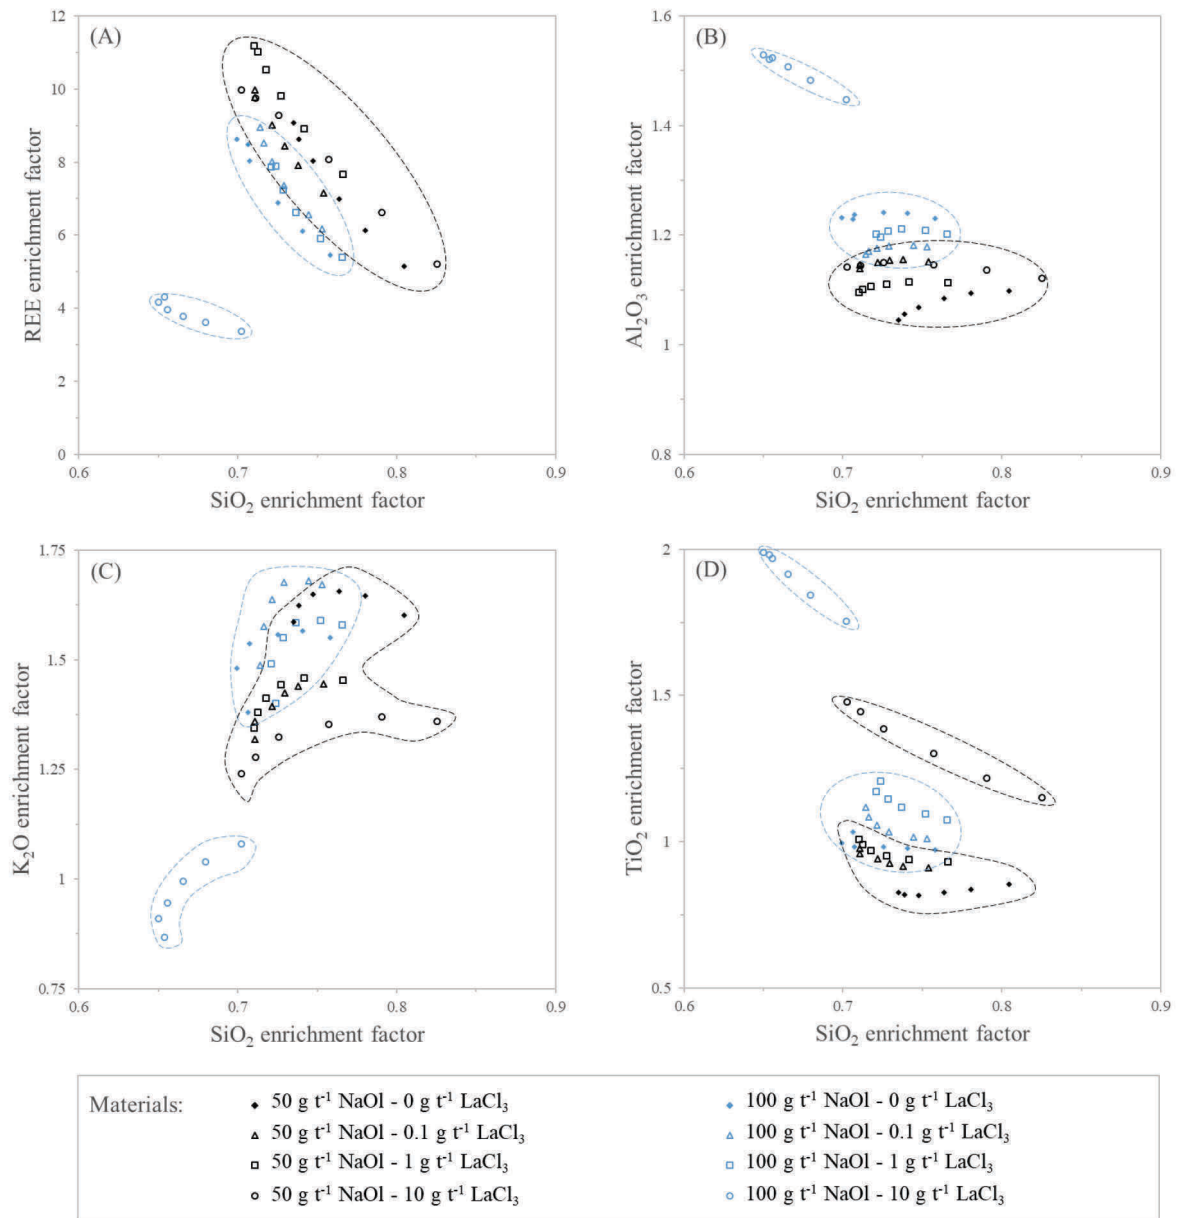 (A)
12
10
8
6
4
2
0
REE enrichment factor
0.6 0.7 0.8 0.9
SiO₂ enrichment factor
(B)
1.6
1.4
1.2
1
0.8
Al₂O₃ enrichment factor
0.6 0.7 0.8 0.9
SiO₂ enrichment factor
(C)
1.75
1.5
1.25
1
0.75
K₂O enrichment factor
0.6 0.7 0.8 0.9
SiO₂ enrichment factor
(D)
2
1.5
1
0.5
TiO₂ enrichment factor
0.6 0.7 0.8 0.9
SiO₂ enrichment factor
Materials:
50 g t⁻¹ NaOl - 0 g t⁻¹ LaCl₃
50 g t⁻¹ NaOl - 0.1 g t⁻¹ LaCl₃
50 g t⁻¹ NaOl - 1 g t⁻¹ LaCl₃
50 g t⁻¹ NaOl - 10 g t⁻¹ LaCl₃
100 g t⁻¹ NaOl - 0 g t⁻¹ LaCl₃
100 g t⁻¹ NaOl - 0.1 g t⁻¹ LaCl₃
100 g t⁻¹ NaOl - 1 g t⁻¹ LaCl₃
100 g t⁻¹ NaOl - 10 g t⁻¹ LaCl₃